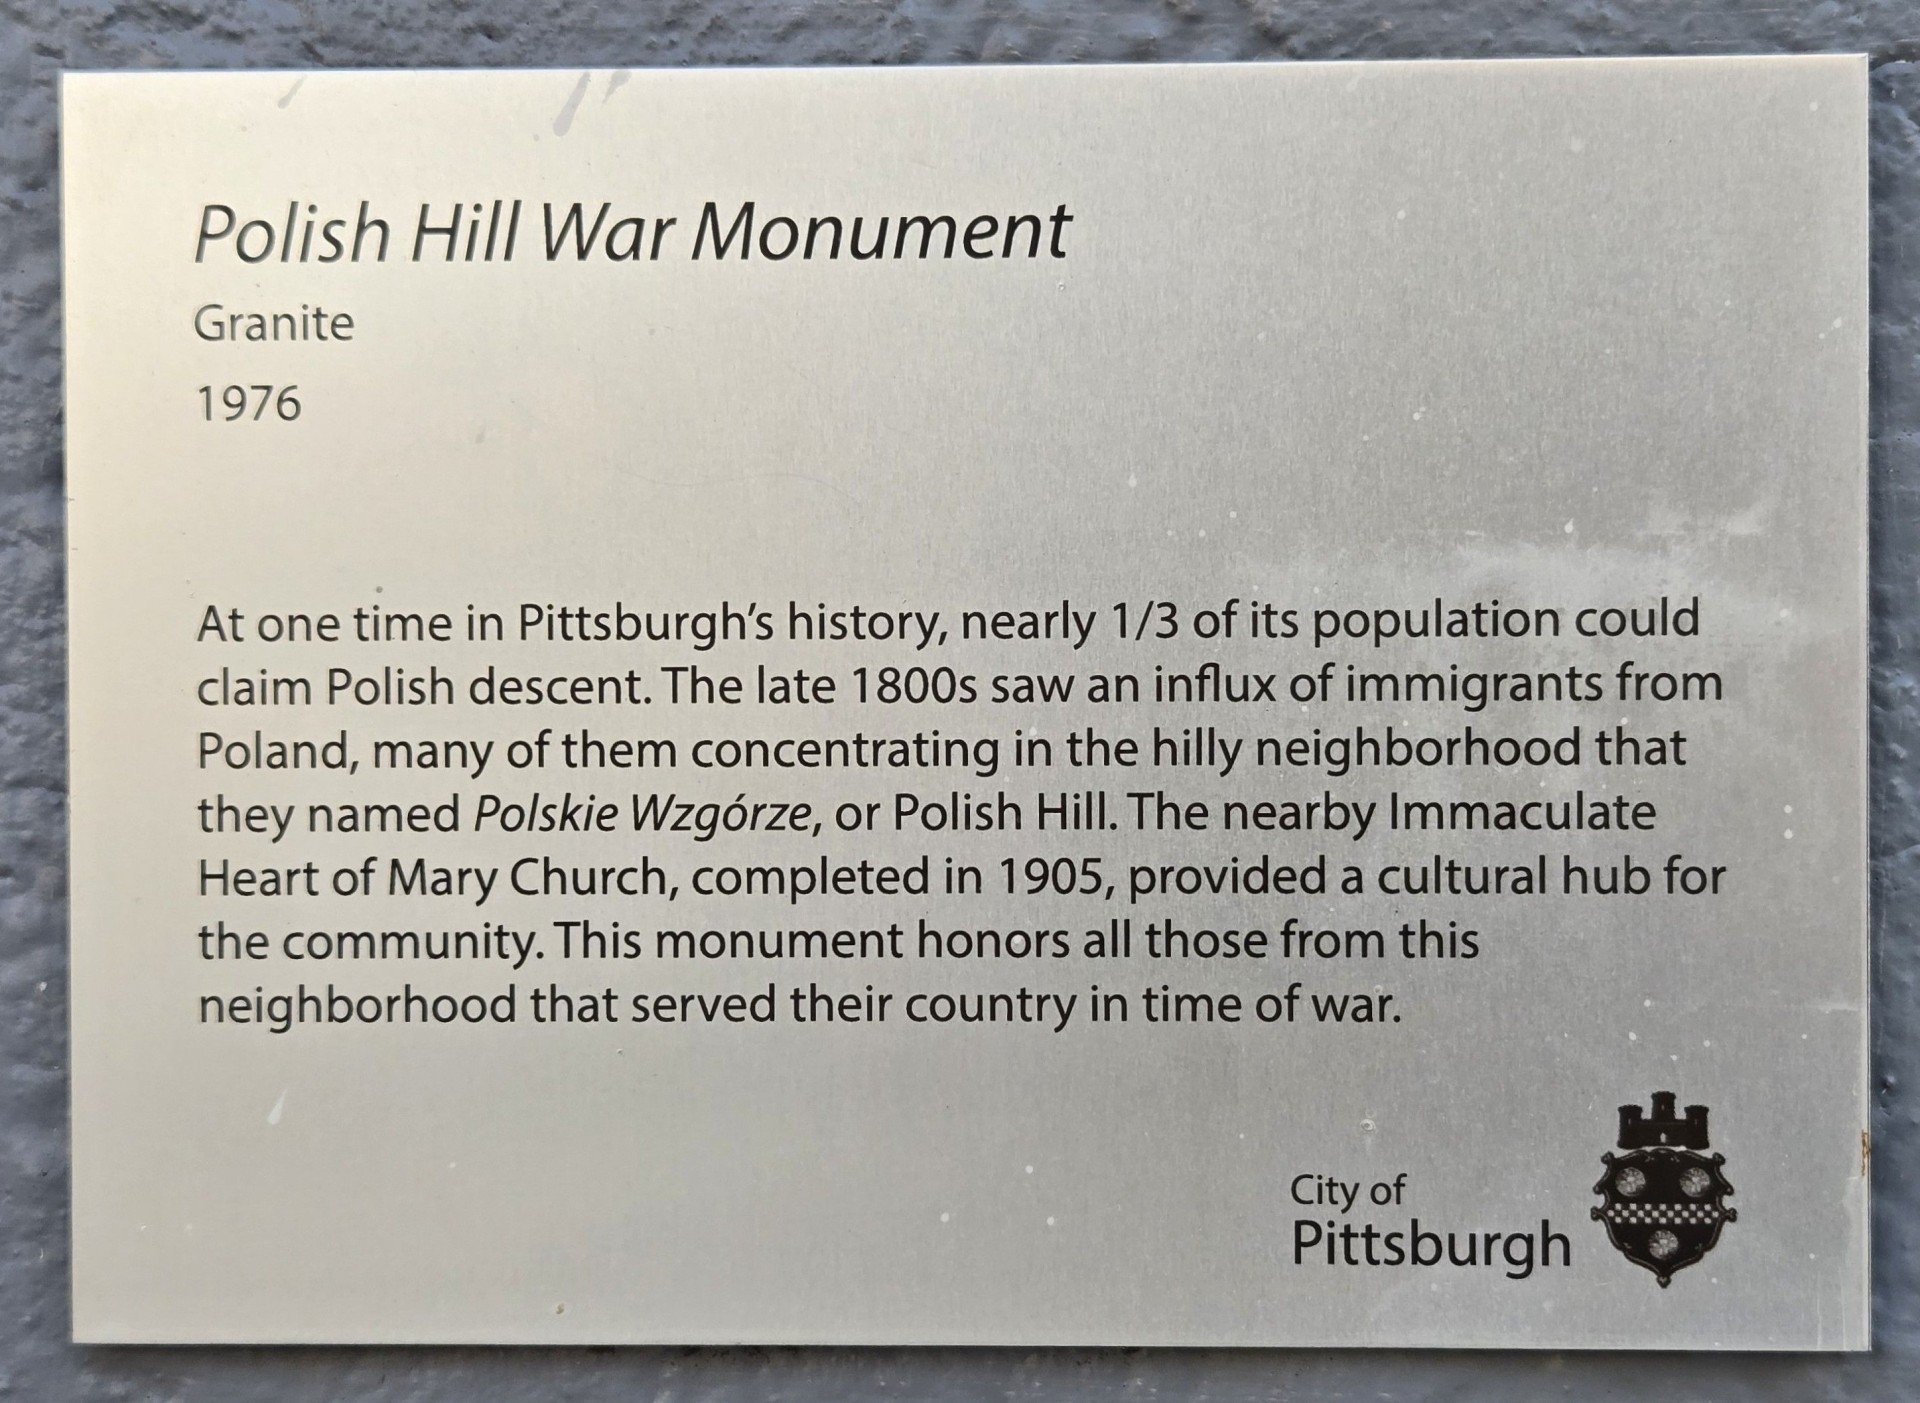 Polish Hill War Monument
Granite
1976
At one time in Pittsburgh's history, nearly 1/3 of its population could
claim Polish descent. The late 1800s saw an influx of immigrants from
Poland, many of them concentrating in the hilly neighborhood that
they named Polskie Wzgórze, or Polish Hill. The nearby Immaculate
Heart of Mary Church, completed in 1905, provided a cultural hub for
the community. This monument honors all those from this
neighborhood that served their country in time of war.
City of
Pittsburgh